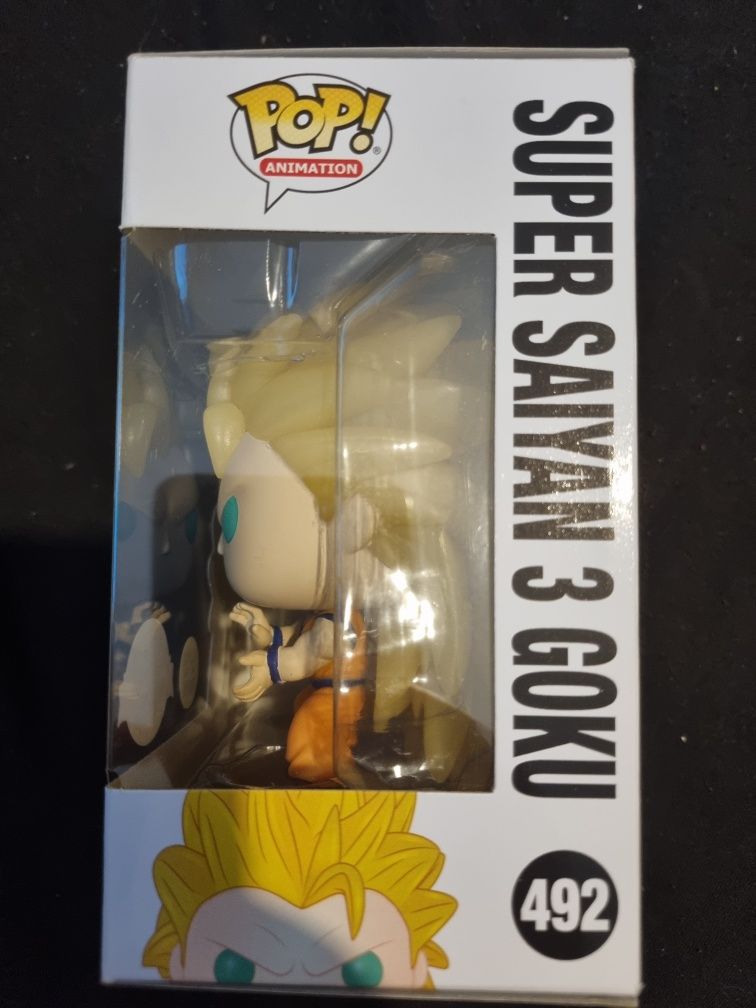 POP!
ANIMATION
SUPER SAIYAN 3 GOKU
492